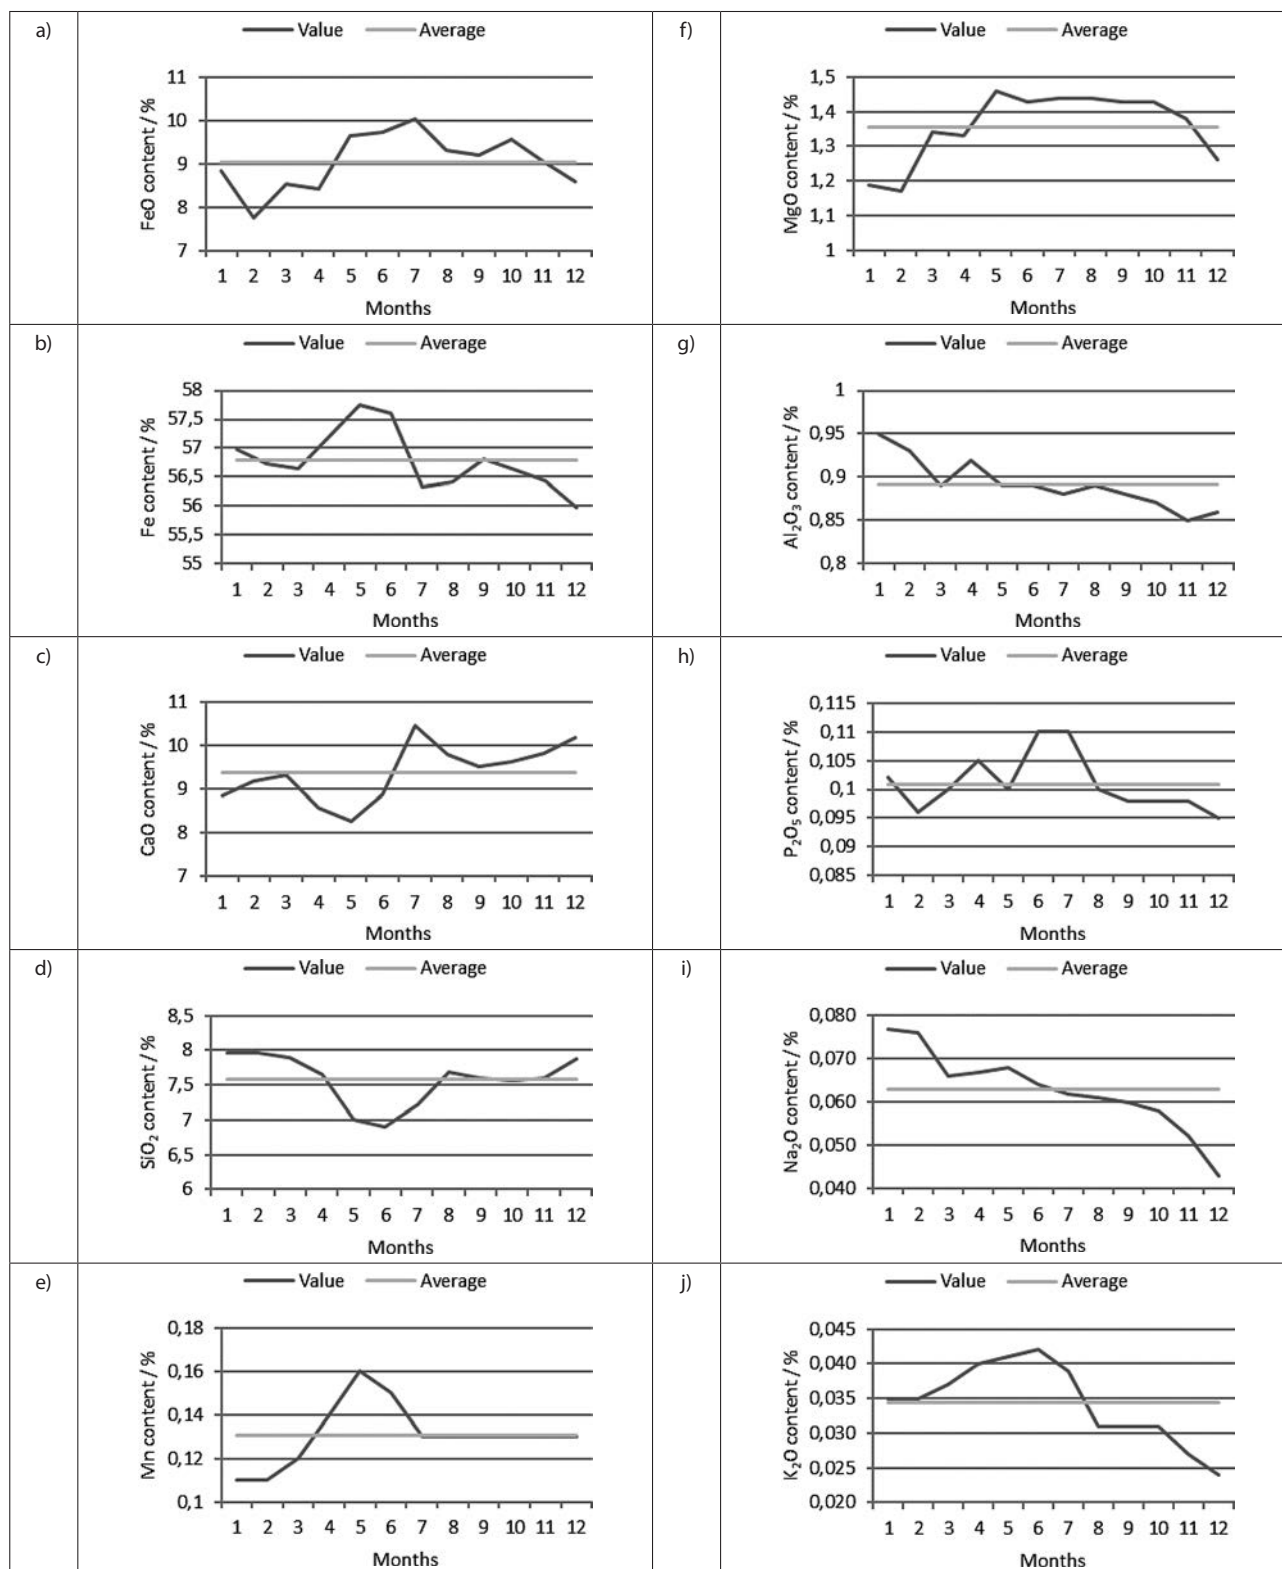 a)
Value Average
FeO content / %
11
10
9
8
7
1 2 3 4 5 6 7 8 9 10 11 12
Months
f)
Value Average
MgO content / %
1,5
1,4
1,3
1,2
1,1
1
1 2 3 4 5 6 7 8 9 10 11 12
Months
b)
Value Average
Fe content / %
58
57,5
57
56,5
56
55,5
55
1 2 3 4 5 6 7 8 9 10 11 12
Months
g)
Value Average
Al₂O₃ content / %
1
0,95
0,9
0,85
0,8
1 2 3 4 5 6 7 8 9 10 11 12
Months
c)
Value Average
CaO content / %
11
10
9
8
7
1 2 3 4 5 6 7 8 9 10 11 12
Months
h)
Value Average
P₂O₅ content / %
0,115
0,11
0,105
0,1
0,095
0,09
0,085
1 2 3 4 5 6 7 8 9 10 11 12
Months
d)
Value Average
SiO₂ content / %
8,5
8
7,5
7
6,5
6
1 2 3 4 5 6 7 8 9 10 11 12
Months
i)
Value Average
Na₂O content / %
0,080
0,070
0,060
0,050
0,040
1 2 3 4 5 6 7 8 9 10 11 12
Months
e)
Value Average
Mn content / %
0,18
0,16
0,14
0,12
0,1
1 2 3 4 5 6 7 8 9 10 11 12
Months
j)
Value Average
K₂O content / %
0,045
0,040
0,035
0,030
0,025
0,020
1 2 3 4 5 6 7 8 9 10 11 12
Months